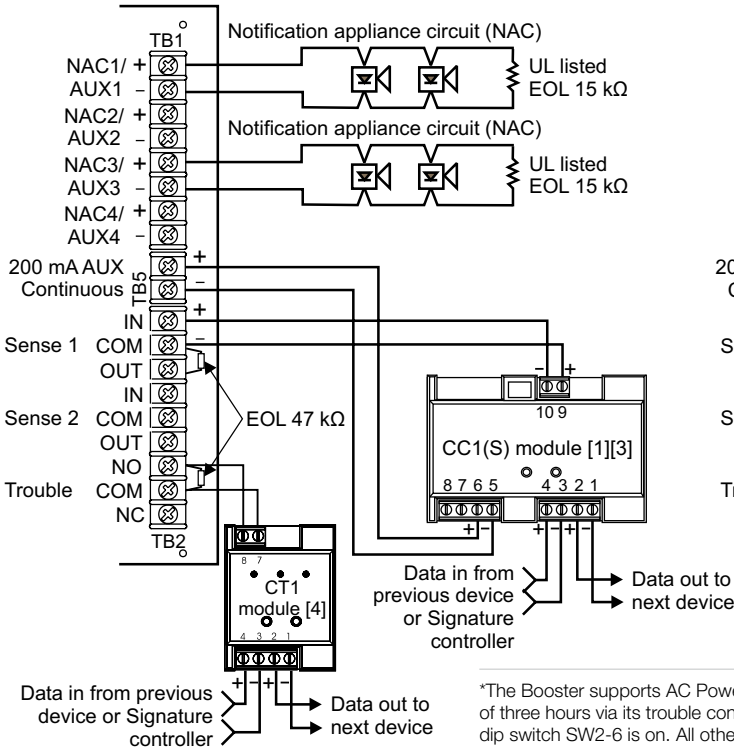 TB1
Notification appliance circuit (NAC)
NAC1/ +
AUX1 −
UL listed
EOL 15 kΩ
NAC2/ +
AUX2 −
Notification appliance circuit (NAC)
NAC3/ +
AUX3 −
UL listed
EOL 15 kΩ
NAC4/ +
AUX4 −
200 mA AUX +
Continuous −
TB5
IN +
Sense 1 COM −
OUT
IN
Sense 2 COM
OUT
EOL 47 kΩ
NO
Trouble COM
NC
TB2
− +
10 9
CC1(S) module [1][3]
8 7 6 5 4 3 2 1
+ − + − + −
Data in from
previous device
or Signature
controller
Data out to
next device
8 7
CT1
module [4]
4 3 2 1
+ − + −
Data in from previous
device or Signature
controller
Data out to
next device
20
C
S
S
T
*The Booster supports AC Powe
of three hours via its trouble con
dip switch SW2-6 is on. All othe